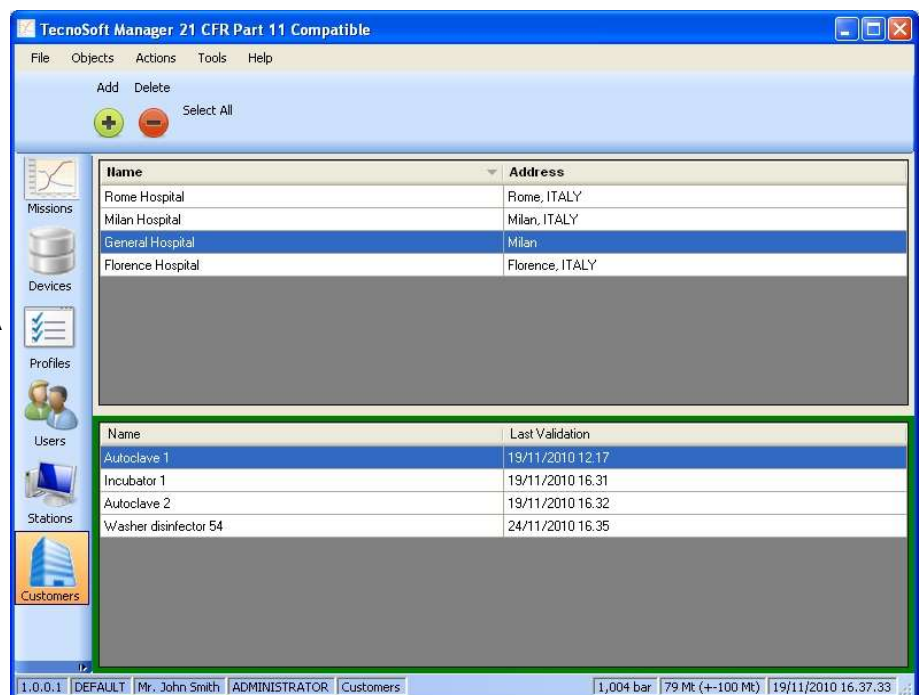 TecnoSoft Manager 21 CFR Part 11 Compatible
File Objects Actions Tools Help
Add Delete
Select All
Missions
Devices
Profiles
Users
Stations
Customers
Name Address
Rome Hospital Rome, ITALY
Milan Hospital Milan, ITALY
General Hospital Milan
Florence Hospital Florence, ITALY
Name Last Validation
Autoclave 1 19/11/2010 12.17
Incubator 1 19/11/2010 16.31
Autoclave 2 19/11/2010 16.32
Washer disinfector 54 24/11/2010 16.35
1.0.0.1 DEFAULT Mr. John Smith ADMINISTRATOR Customers 1,004 bar 79 Mt (+-100 Mt) 19/11/2010 16.37.33